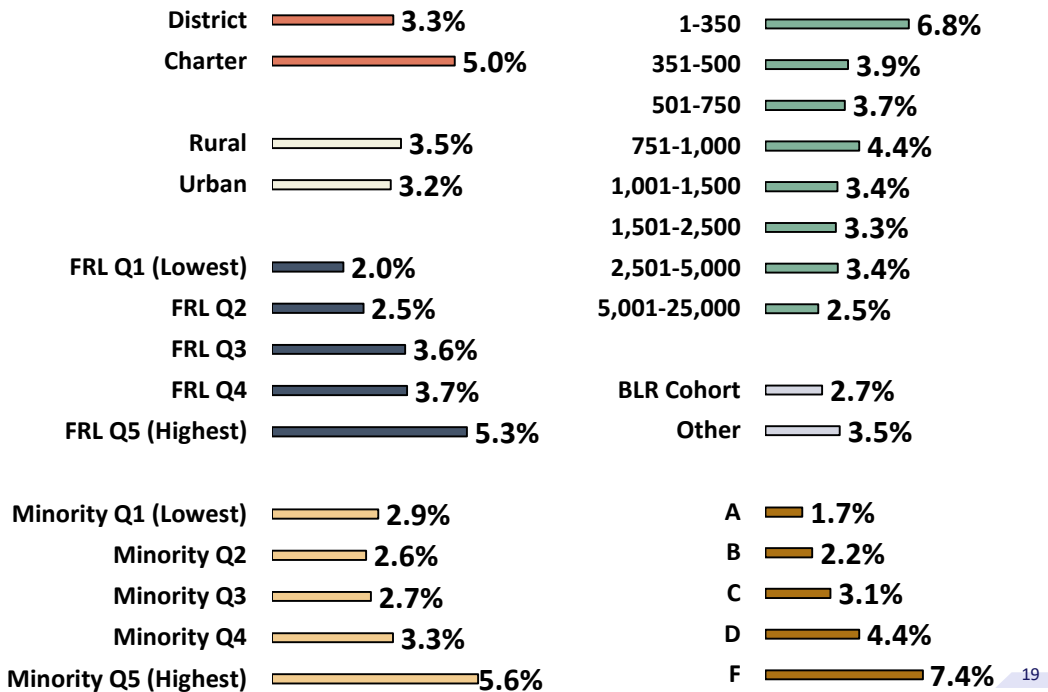 District 3.3%
Charter 5.0%
Rural 3.5%
Urban 3.2%
FRL Q1 (Lowest) 2.0%
FRL Q2 2.5%
FRL Q3 3.6%
FRL Q4 3.7%
FRL Q5 (Highest) 5.3%
Minority Q1 (Lowest) 2.9%
Minority Q2 2.6%
Minority Q3 2.7%
Minority Q4 3.3%
Minority Q5 (Highest) 5.6%
1-350 6.8%
351-500 3.9%
501-750 3.7%
751-1,000 4.4%
1,001-1,500 3.4%
1,501-2,500 3.3%
2,501-5,000 3.4%
5,001-25,000 2.5%
BLR Cohort 2.7%
Other 3.5%
A 1.7%
B 2.2%
C 3.1%
D 4.4%
F 7.4%
19